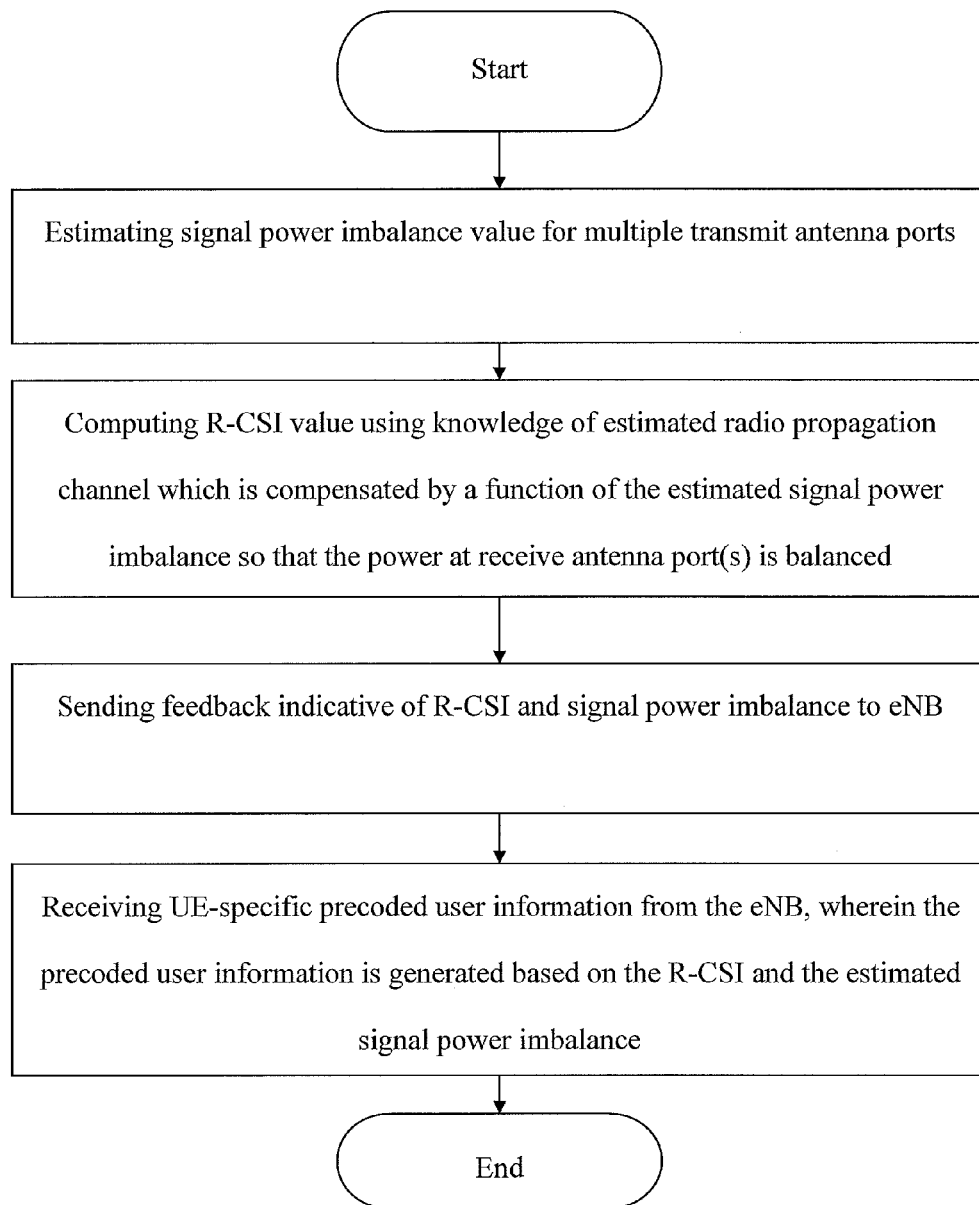 Start
Estimating signal power imbalance value for multiple transmit antenna ports
Computing R-CSI value using knowledge of estimated radio propagation
channel which is compensated by a function of the estimated signal power
imbalance so that the power at receive antenna port(s) is balanced
Sending feedback indicative of R-CSI and signal power imbalance to eNB
Receiving UE-specific precoded user information from the eNB, wherein the
precoded user information is generated based on the R-CSI and the estimated
signal power imbalance
End